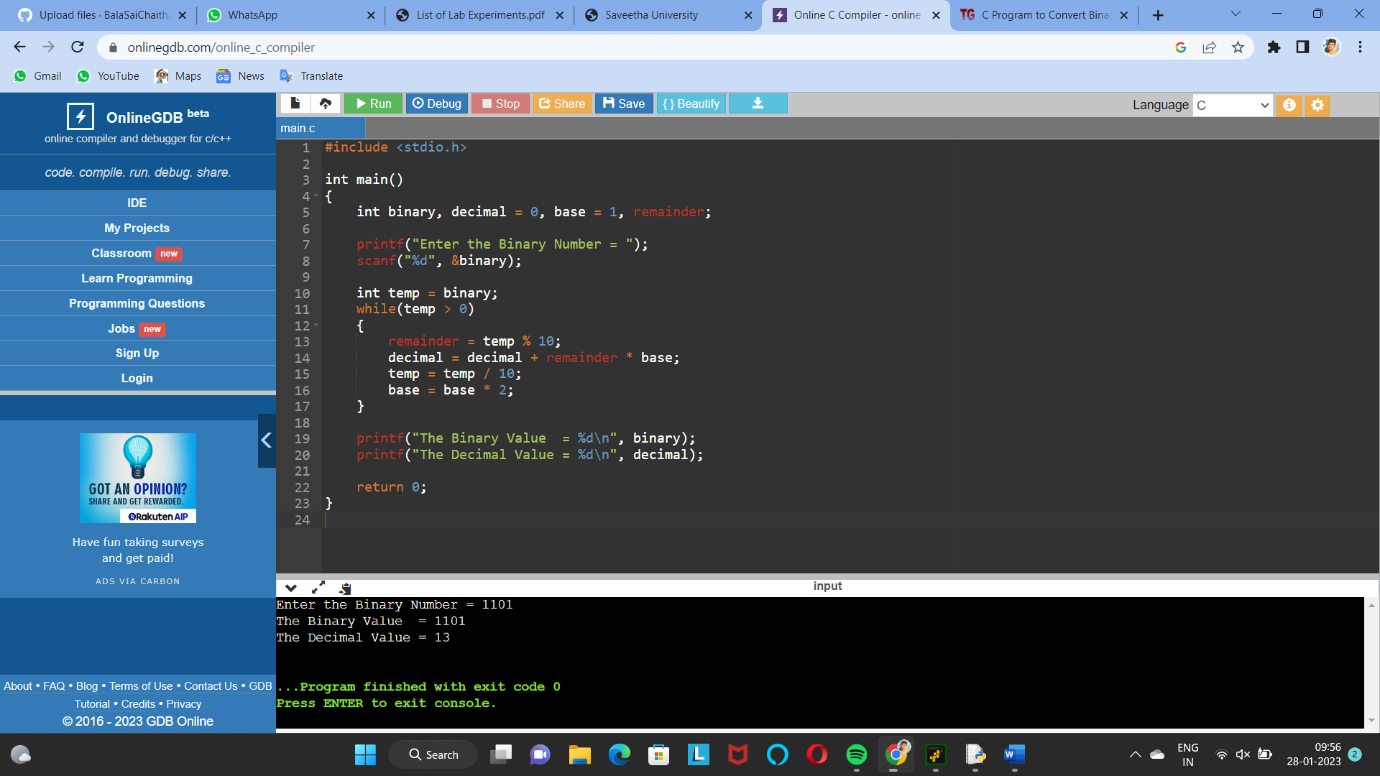 Upload files · BalaSaiChaith
WhatsApp
List of Lab Experiments.pdf
Saveetha University
Online C Compiler - online
TG C Program to Convert Bina
onlinegdb.com/online_c_compiler
Gmail YouTube Maps News Translate
OnlineGDB beta
online compiler and debugger for c/c++
code. compile. run. debug. share.
IDE
My Projects
Classroom new
Learn Programming
Programming Questions
Jobs new
Sign Up
Login
GOT AN OPINION?
SHARE AND GET REWARDED.
Rakuten AIP
Have fun taking surveys
and get paid!
ADS VIA CARBON
About • FAQ • Blog • Terms of Use • Contact Us • GDB
Tutorial • Credits • Privacy
© 2016 - 2023 GDB Online
Run Debug Stop Share Save { } Beautify
Language C
main.c
1 #include <stdio.h>
2
3 int main()
4 {
5 int binary, decimal = 0, base = 1, remainder;
6
7 printf("Enter the Binary Number = ");
8 scanf("%d", &binary);
9
10 int temp = binary;
11 while(temp > 0)
12 {
13 remainder = temp % 10;
14 decimal = decimal + remainder * base;
15 temp = temp / 10;
16 base = base * 2;
17 }
18
19 printf("The Binary Value  = %d\n", binary);
20 printf("The Decimal Value = %d\n", decimal);
21
22 return 0;
23 }
24
input
Enter the Binary Number = 1101
The Binary Value  = 1101
The Decimal Value = 13
...Program finished with exit code 0
Press ENTER to exit console.
Search
L
W
ENG
IN
09:56
28-01-2023
2